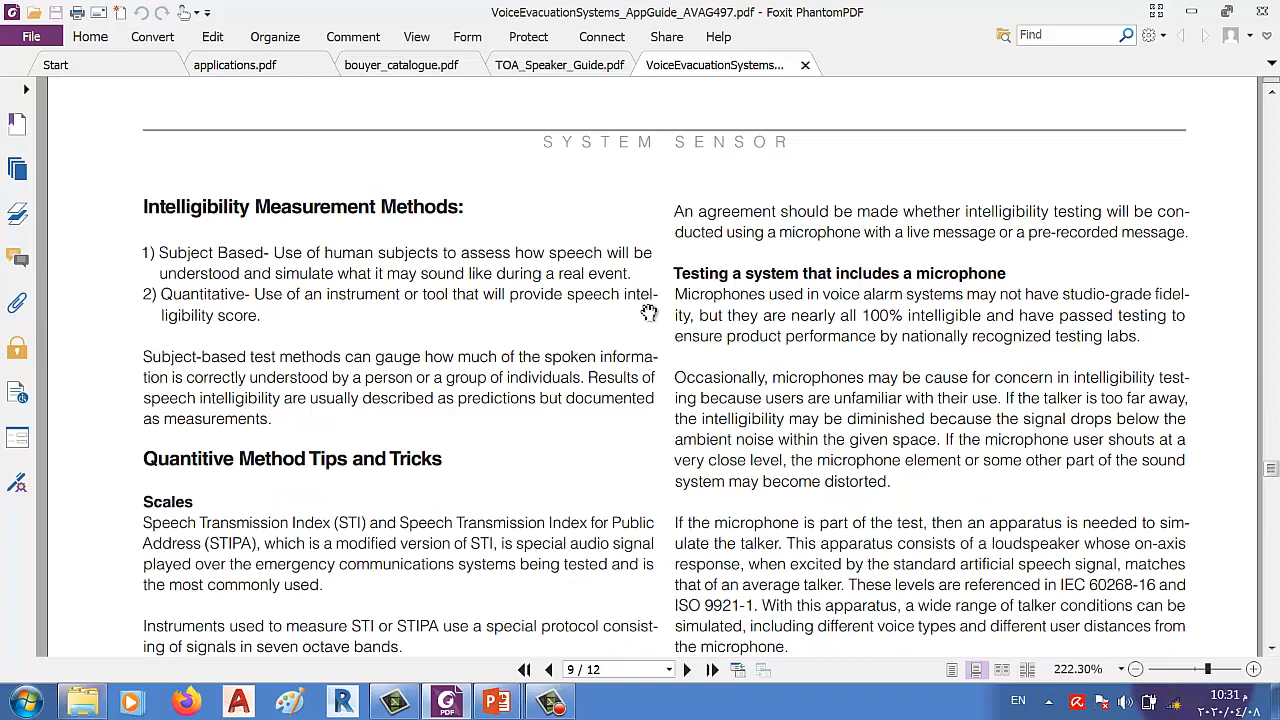 VoiceEvacuationSystems_AppGuide_AVAG497.pdf - Foxit PhantomPDF
File Home Convert Edit Organize Comment View Form Protect Connect Share Help Find
Start applications.pdf bouyer_catalogue.pdf TOA_Speaker_Guide.pdf VoiceEvacuationSystems...
SYSTEM SENSOR
Intelligibility Measurement Methods:
1) Subject Based- Use of human subjects to assess how speech will be
understood and simulate what it may sound like during a real event.
2) Quantitative- Use of an instrument or tool that will provide speech intel-
ligibility score.
Subject-based test methods can gauge how much of the spoken informa-
tion is correctly understood by a person or a group of individuals. Results of
speech intelligibility are usually described as predictions but documented
as measurements.
Quantitive Method Tips and Tricks
Scales
Speech Transmission Index (STI) and Speech Transmission Index for Public
Address (STIPA), which is a modified version of STI, is special audio signal
played over the emergency communications systems being tested and is
the most commonly used.
Instruments used to measure STI or STIPA use a special protocol consist-
ing of signals in seven octave bands.
An agreement should be made whether intelligibility testing will be con-
ducted using a microphone with a live message or a pre-recorded message.
Testing a system that includes a microphone
Microphones used in voice alarm systems may not have studio-grade fidel-
ity, but they are nearly all 100% intelligible and have passed testing to
ensure product performance by nationally recognized testing labs.
Occasionally, microphones may be cause for concern in intelligibility test-
ing because users are unfamiliar with their use. If the talker is too far away,
the intelligibility may be diminished because the signal drops below the
ambient noise within the given space. If the microphone user shouts at a
very close level, the microphone element or some other part of the sound
system may become distorted.
If the microphone is part of the test, then an apparatus is needed to sim-
ulate the talker. This apparatus consists of a loudspeaker whose on-axis
response, when excited by the standard artificial speech signal, matches
that of an average talker. These levels are referenced in IEC 60268-16 and
ISO 9921-1. With this apparatus, a wide range of talker conditions can be
simulated, including different voice types and different user distances from
the microphone.
9 / 12 222.30%
EN 10:31 م
٢٠٢٠/٠٤/٠٨